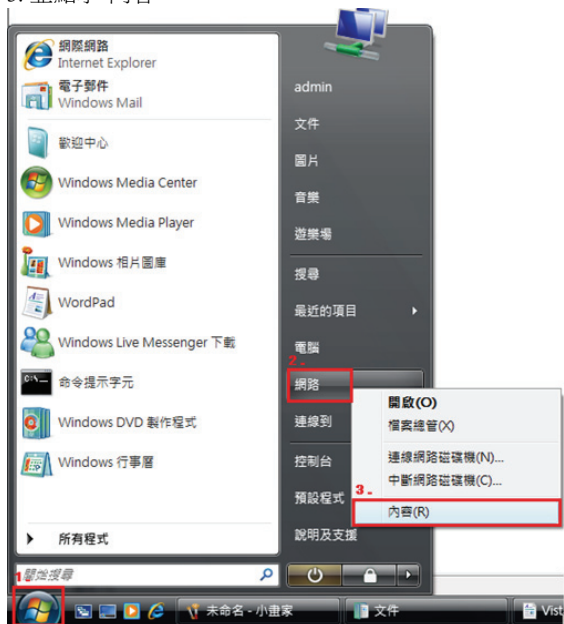 網際網路
Internet Explorer
電子郵件
Windows Mail
歡迎中心
Windows Media Center
Windows Media Player
Windows 相片圖庫
WordPad
Windows Live Messenger 下載
命令提示字元
Windows DVD 製作程式
Windows 行事曆
所有程式
1
開始搜尋
admin
文件
圖片
音樂
遊樂場
搜尋
最近的項目
電腦
2.
網路
連線到
控制台
預設程式
說明及支援
開啟(O)
檔案總管(X)
連線網路磁碟機(N)...
中斷網路磁碟機(C)...
3.
內容(R)
未命名 - 小畫家
文件
Vist